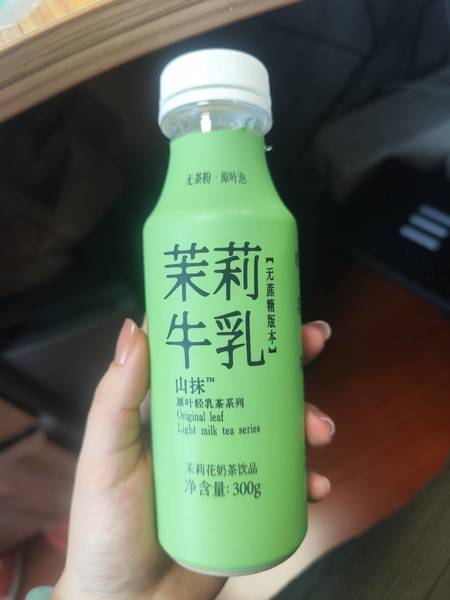 无茶粉·原叶泡
茉莉
牛乳
【无蔗糖版本】
山抹™
原叶轻乳茶系列
Original leaf
Light milk tea series
茉莉花奶茶饮品
净含量:300g